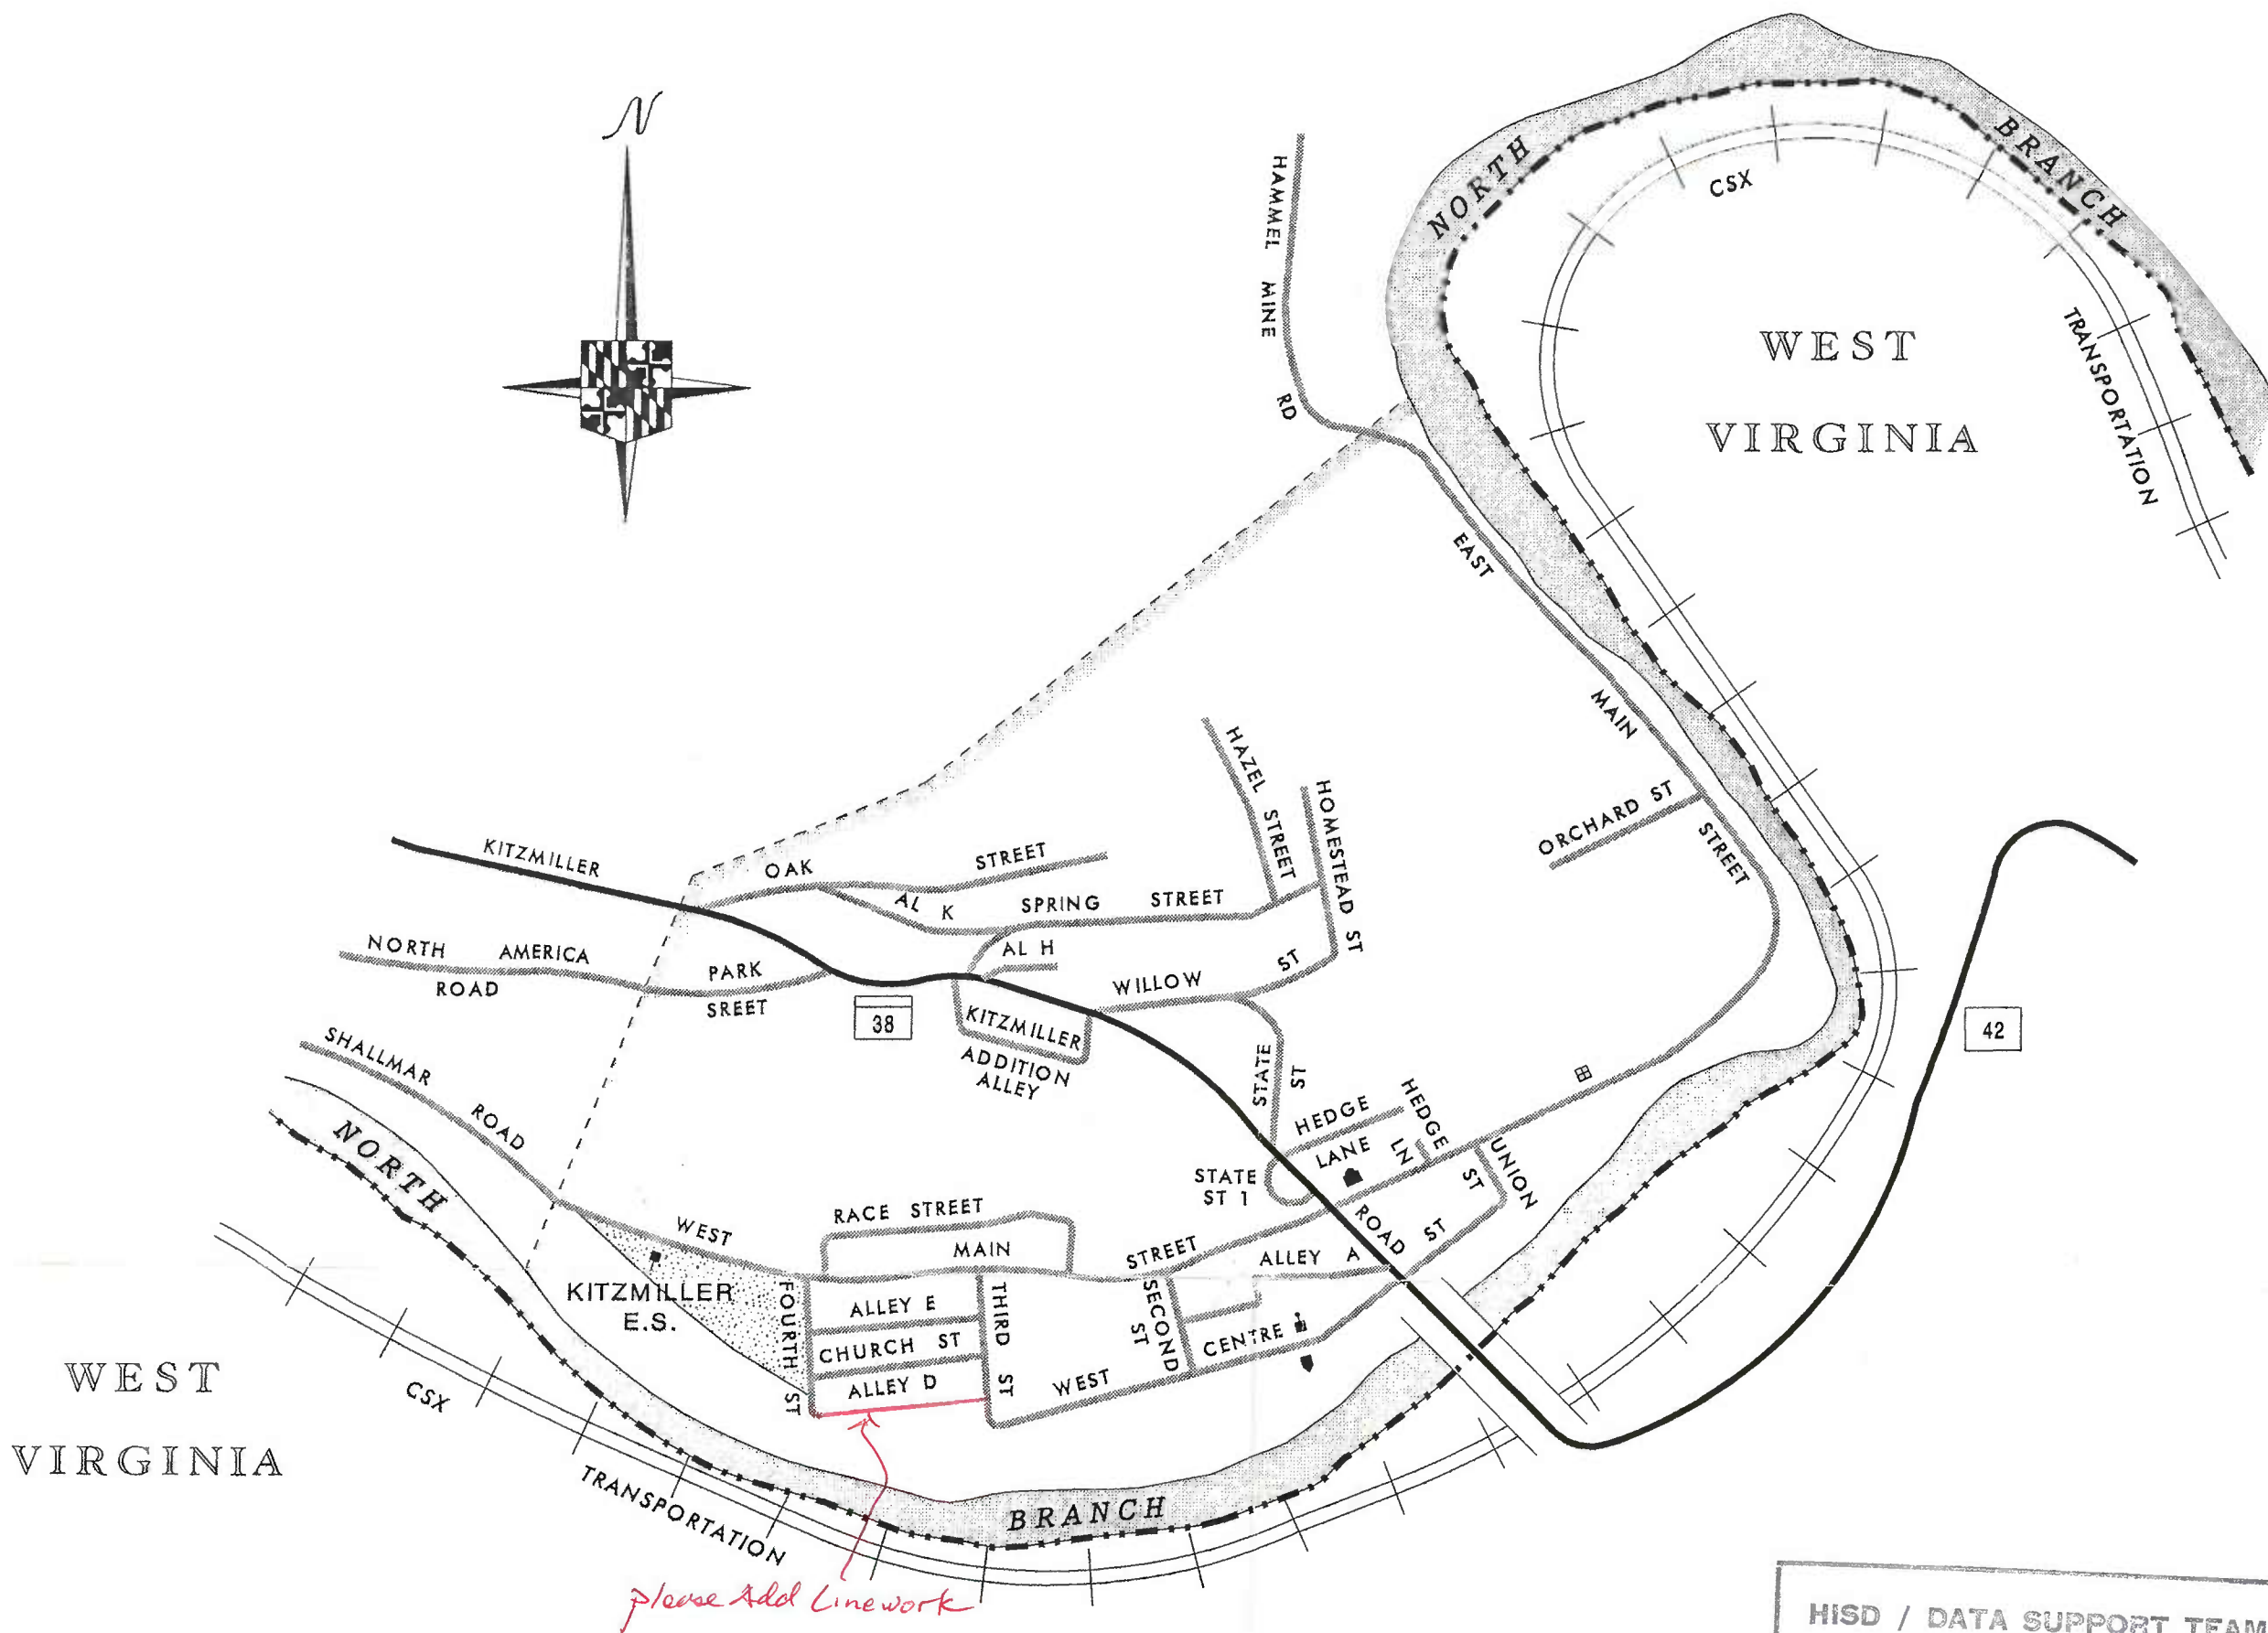 N
HAMMEL MINE RD
NORTH BRANCH
CSX TRANSPORTATION
WEST
VIRGINIA
EAST MAIN STREET
ORCHARD ST
HAZEL STREET
HOMESTEAD ST
KITZMILLER ROAD
OAK STREET
AL K
SPRING STREET
AL H
NORTH AMERICA
ROAD
PARK
SREET
38
42
WILLOW ST
KITZMILLER
ADDITION
ALLEY
SHALLMAR ROAD
STATE
ST
HEDGE
LANE
HEDGE
LN
STATE
ST 1
UNION
ST
RACE STREET
WEST MAIN STREET
ALLEY A
KITZMILLER
E.S.
FOURTH ST
ALLEY E
CHURCH ST
ALLEY D
THIRD ST
SECOND
ST
WEST CENTRE ST
NORTH BRANCH
WEST
VIRGINIA
CSX TRANSPORTATION
please Add Linework
HISD / DATA SUPPORT TEAM